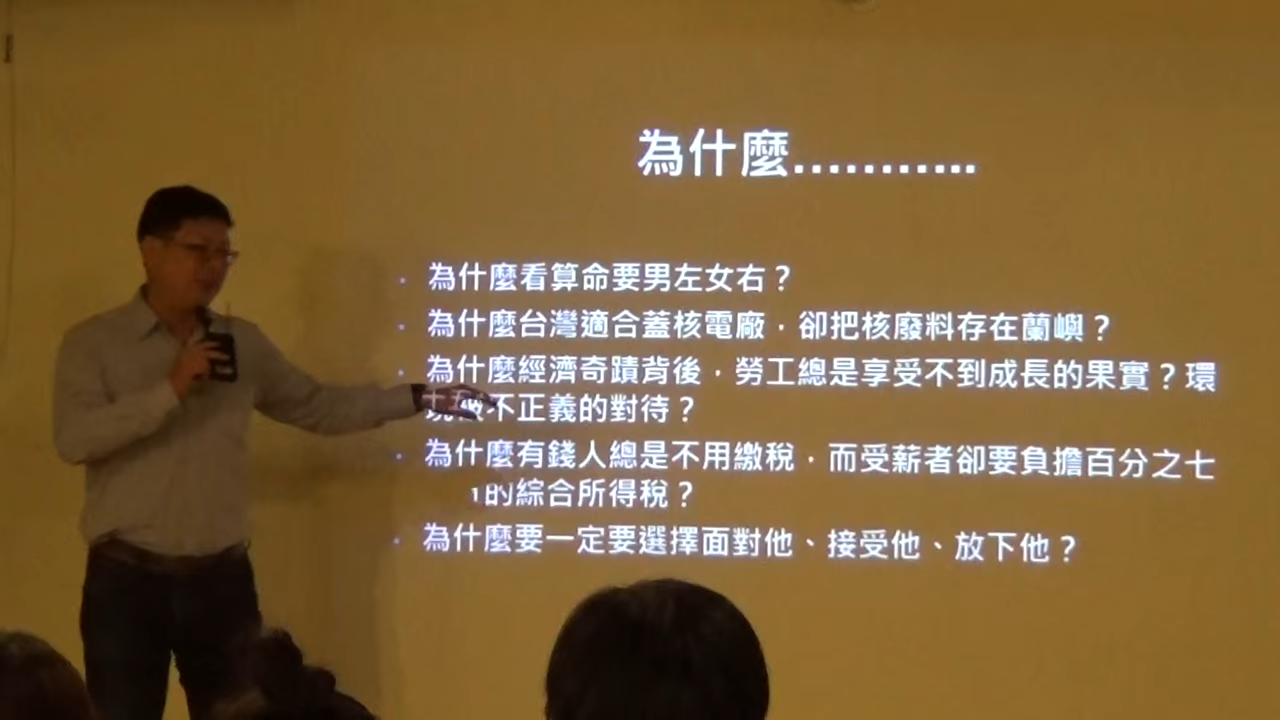 為什麼...........
為什麼看算命要男左女右？
為什麼台灣適合蓋核電廠，卻把核廢料存在蘭嶼？
為什麼經濟奇蹟背後，勞工總是享受不到成長的果實？環
不正義的對待？
為什麼有錢人總是不用繳稅，而受薪者卻要負擔百分之七
的綜合所得稅？
為什麼要一定要選擇面對他、接受他、放下他？